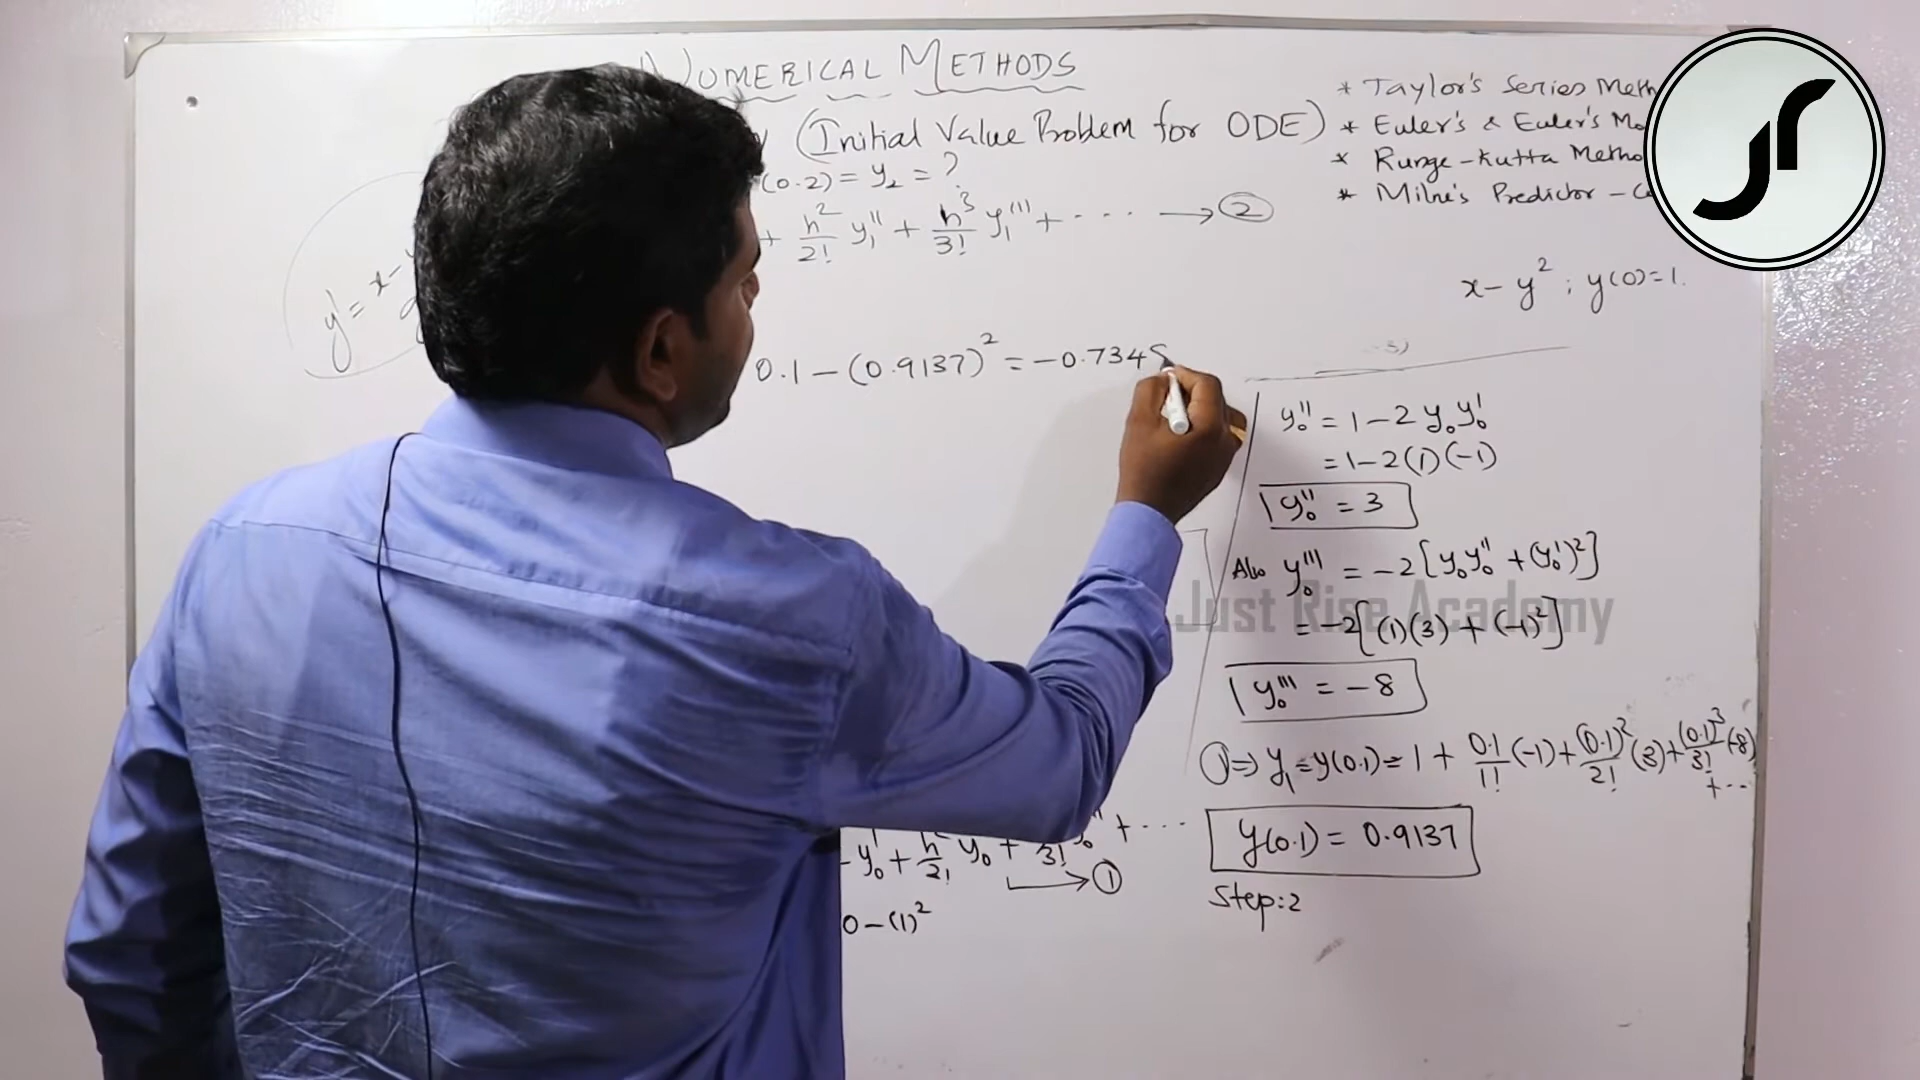 NUMERICAL METHODS
(Initial Value Problem for ODE)
(0.2) = y₂ = ?
+ h²/2! y₁'' + h³/3! y₁''' + ---- → ②
y' = x-
0.1 - (0.9137)² = -0.734
* Taylor's Series Meth
* Euler's & Euler's Mo
* Runge-Kutta Metho
* Milne's Predictor - Co
x - y² ; y(0)=1.
y₀'' = 1 - 2 y₀y₀'
= 1 - 2(1)(-1)
y₀'' = 3
Also y₀''' = -2[y₀y₀'' + (y₀')²]
= -2[(1)(3) + (-1)²]
y₀''' = -8
① ⇒ y₁ = y(0.1) = 1 + 0.1/1! (-1) + (0.1)²/2! (3) + (0.1)³/3! (-8)
+ ---
y(0.1) = 0.9137
Step:2
y₀' + h²/2! y₀'' + 3! y₀''' + ---
→ ①
0 - (1)²
Just Rise Academy